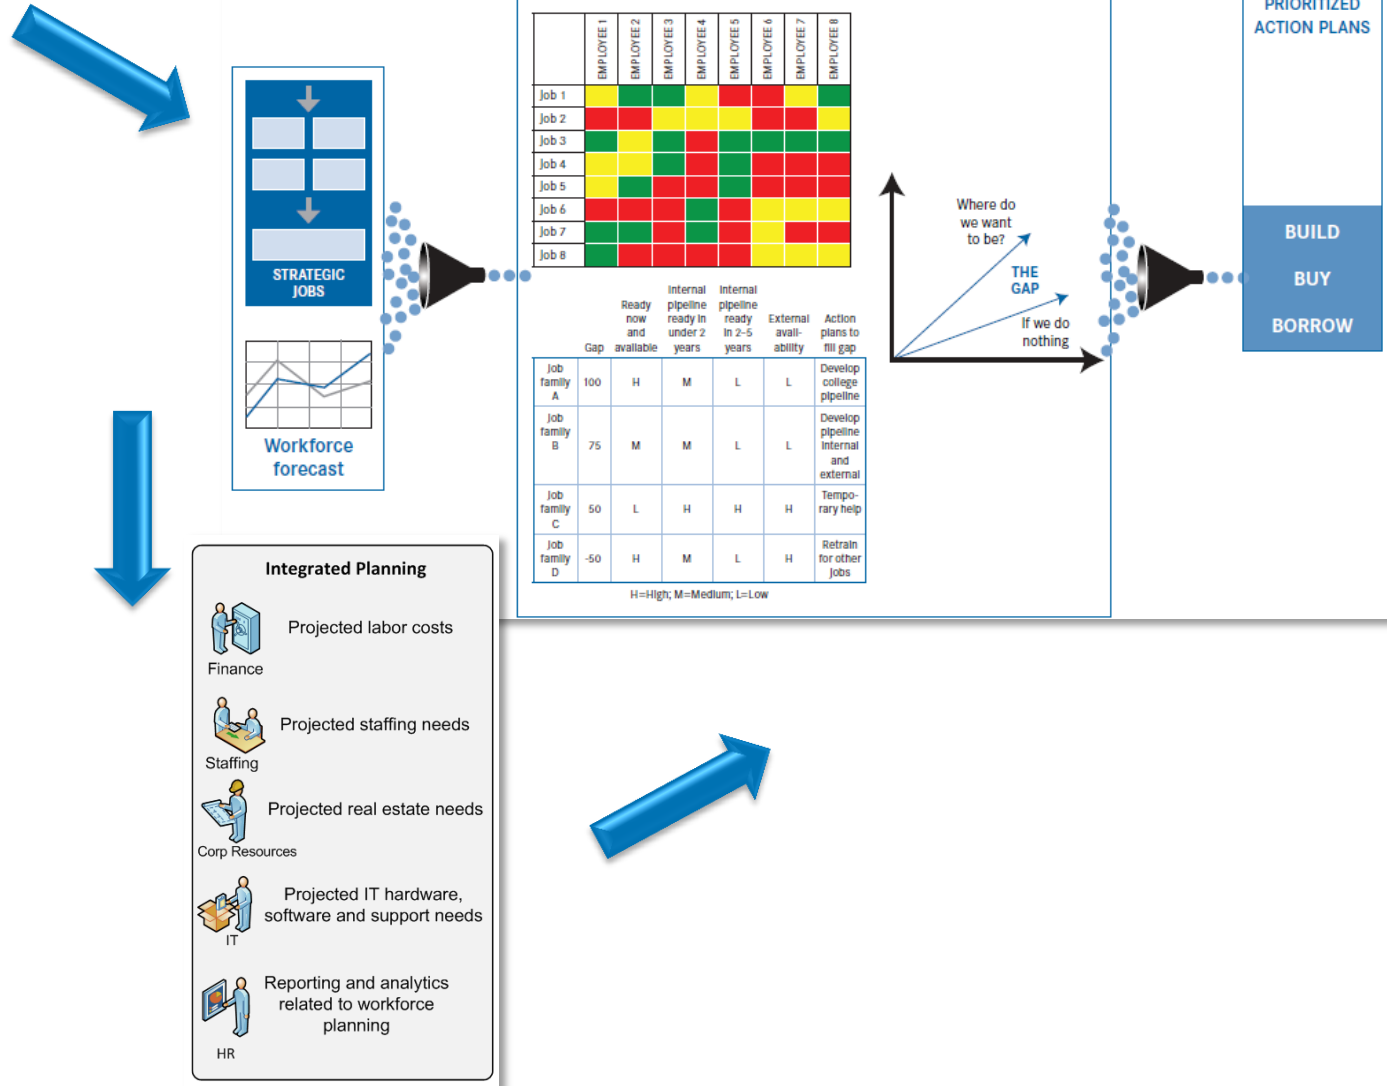 STRATEGIC
JOBS
Workforce
forecast
EMPLOYEE 1
EMPLOYEE 2
EMPLOYEE 3
EMPLOYEE 4
EMPLOYEE 5
EMPLOYEE 6
EMPLOYEE 7
EMPLOYEE 8
Job 1
Job 2
Job 3
Job 4
Job 5
Job 6
Job 7
Job 8
Gap
Ready
now
and
available
Internal
pipeline
ready in
under 2
years
Internal
pipeline
ready
in 2-5
years
External
avail-
ability
Action
plans to
fill gap
Job
family
A
100
H
M
L
L
Develop
college
pipeline
Job
family
B
75
M
M
L
L
Develop
pipeline
internal
and
external
Job
family
C
50
L
H
H
H
Tempo-
rary help
Job
family
D
-50
H
M
L
H
Retrain
for other
jobs
H=High; M=Medium; L=Low
Where do
we want
to be?
THE
GAP
If we do
nothing
PRIORITIZED
ACTION PLANS
BUILD
BUY
BORROW
Integrated Planning
Projected labor costs
Finance
Projected staffing needs
Staffing
Projected real estate needs
Corp Resources
Projected IT hardware,
software and support needs
IT
Reporting and analytics
related to workforce
planning
HR